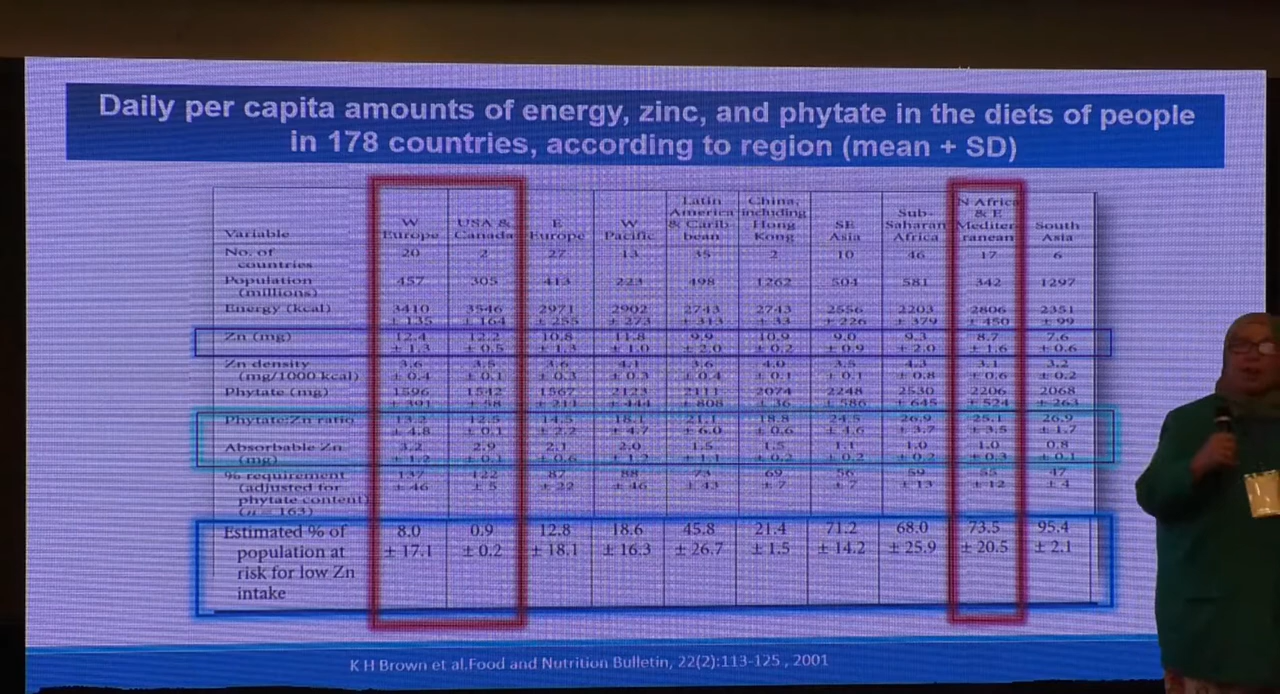 Daily per capita amounts of energy, zinc, and phytate in the diets of people
in 178 countries, according to region (mean + SD)
Variable W Europe USA & Canada E Europe W Pacific Latin America & Carib- bean China, including Hong Kong SE Asia Sub- Saharan Africa N Africa & E Mediter- ranean South Asia
No. of countries 20 2 27 13 35 2 10 46 17 6
Population (millions) 457 305 413 223 498 1262 504 581 342 1297
Energy (kcal) 3410 3546 2971 2902 2743 2743 2556 2203 2806 2351
± 135 ± 164 ± 255 ± 273 ± 313 ± 33 ± 226 ± 379 ± 450 ± 99
Zn (mg) 12.4 12.2 10.8 11.8 9.9 10.9 9.0 9.3 8.7 7.6
± 1.3 ± 0.5 ± 1.3 ± 1.0 ± 2.0 ± 0.2 ± 0.9 ± 2.0 ± 1.6 ± 0.6
Zn density 3.6 3.5 3.6 4.1 3.6 4.0 3.5 4.3 3.1 3.2
(mg/1000 kcal) ± 0.4 ± 0.1 ± 0.3 ± 0.3 ± 0.4 ± 0.1 ± 0.1 ± 0.8 ± 0.6 ± 0.2
Phytate (mg) 1596 1542 1567 2123 2111 2074 2248 2530 2206 2068
± 391 ± 58 ± 211 ± 444 ± 808 ± 36 ± 586 ± 645 ± 524 ± 263
Phytate:Zn ratio 12.5 14.5 21.1 18.8 24.5 26.9 25.1 26.9
± 4.8 ± 0.1 ± 2.2 ± 4.7 ± 6.0 ± 0.6 ± 3.7 ± 3.5 ± 1.7
Absorbable Zn 3.2 2.9 2.1 2.0 1.5 1.5 1.1 1.0 1.0 0.8
(mg) ± 1.2 ± 0.1 ± 0.6 ± 1.2 ± 1.1 ± 0.2 ± 0.2 ± 0.2 ± 0.3 ± 0.1
% requirement 137 122 87 88 73 69 56 59 55 47
(adjusted for ± 46 ± 5 ± 22 ± 46 ± 43 ± 7 ± 7 ± 13 ± 12 ± 4
phytate content)
(n = 163)
Estimated % of 8.0 0.9 12.8 18.6 45.8 21.4 71.2 68.0 73.5 95.4
population at ± 17.1 ± 0.2 ± 18.1 ± 16.3 ± 26.7 ± 1.5 ± 14.2 ± 25.9 ± 20.5 ± 2.1
risk for low Zn
intake
K H Brown et al.Food and Nutrition Bulletin, 22(2):113-125 , 2001